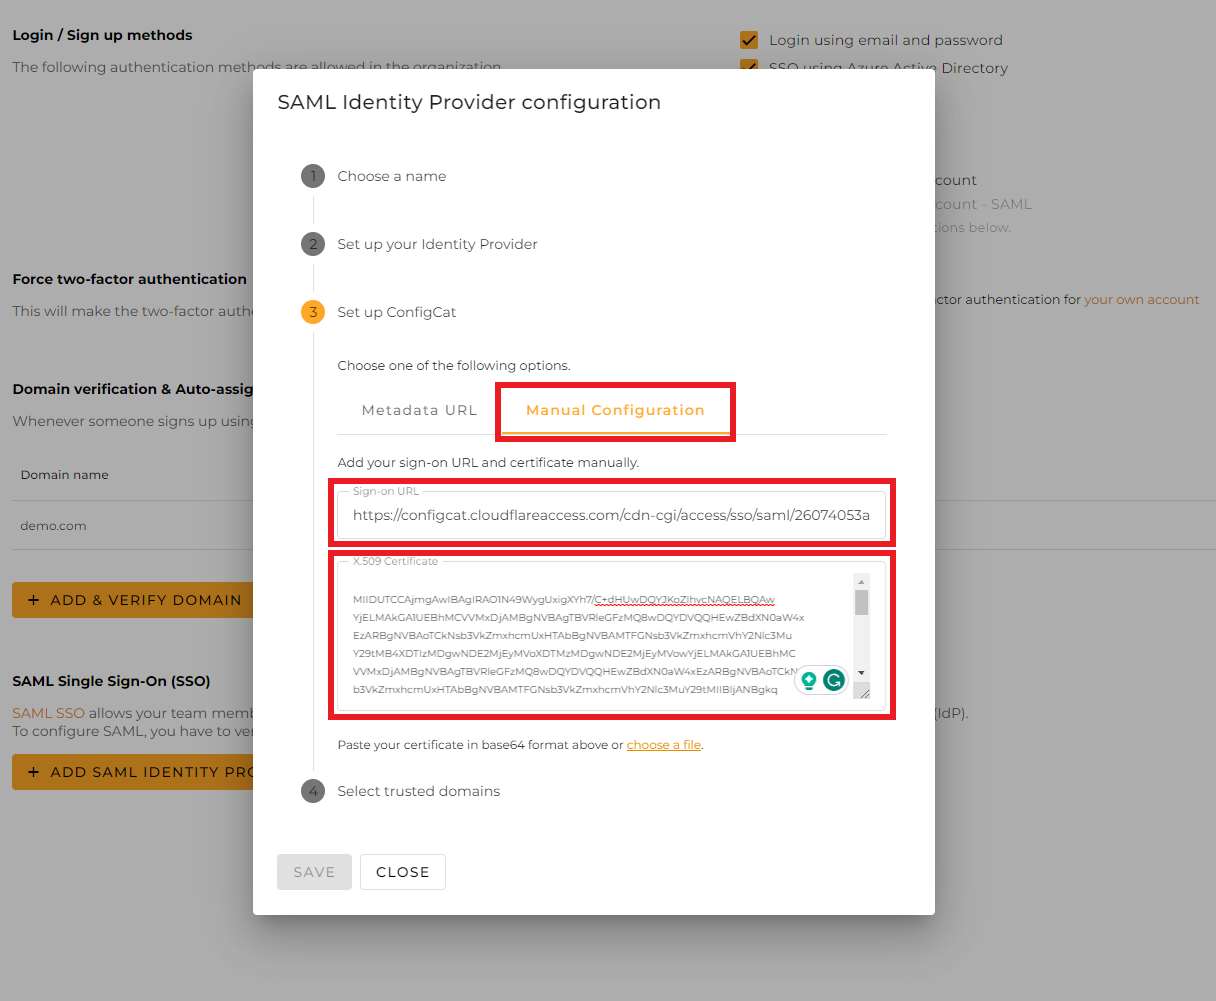 Login / Sign up methods
Login using email and password
The following authentication methods are allowed in the organization
SSO using Azure Active Directory
SAML Identity Provider configuration
1 Choose a name
count
count - SAML
tions below.
2 Set up your Identity Provider
Force two-factor authentication
This will make the two-factor auth
ctor authentication for your own account
3 Set up ConfigCat
Choose one of the following options.
Domain verification & Auto-assig
Whenever someone signs up using
Metadata URL
Manual Configuration
Add your sign-on URL and certificate manually.
Domain name
Sign-on URL
https://configcat.cloudflareaccess.com/cdn-cgi/access/sso/saml/26074053a
demo.com
X.509 Certificate
MIIDUTCCAjmgAwIBAgIRAO1N49WygUxigXYh7/C+dHUwDQYJKoZIhvcNAQELBQAw
YjELMAkGA1UEBhMCVVMxDjAMBgNVBAgTBVRleGFzMQ8wDQYDVQQHEwZBdXN0aW4x
EzARBgNVBAoTCkNsb3VkZmxhcmUxHTAbBgNVBAMTFGNsb3VkZmxhcmVhY2Nlc3Mu
Y29tMB4XDTIzMDgwNDE2MjEyMVoXDTMzMDgwNDE2MjEyMVowYjELMAkGA1UEBhMC
VVMxDjAMBgNVBAgTBVRleGFzMQ8wDQYDVQQHEwZBdXN0aW4xEzARBgNVBAoTCkN
b3VkZmxhcmUxHTAbBgNVBAMTFGNsb3VkZmxhcmVhY2Nlc3MuY29tMIIBIjANBgkq
+ ADD & VERIFY DOMAIN
SAML Single Sign-On (SSO)
SAML SSO allows your team memb
(IdP).
To configure SAML, you have to ver
Paste your certificate in base64 format above or choose a file.
+ ADD SAML IDENTITY PRO
4 Select trusted domains
SAVE
CLOSE